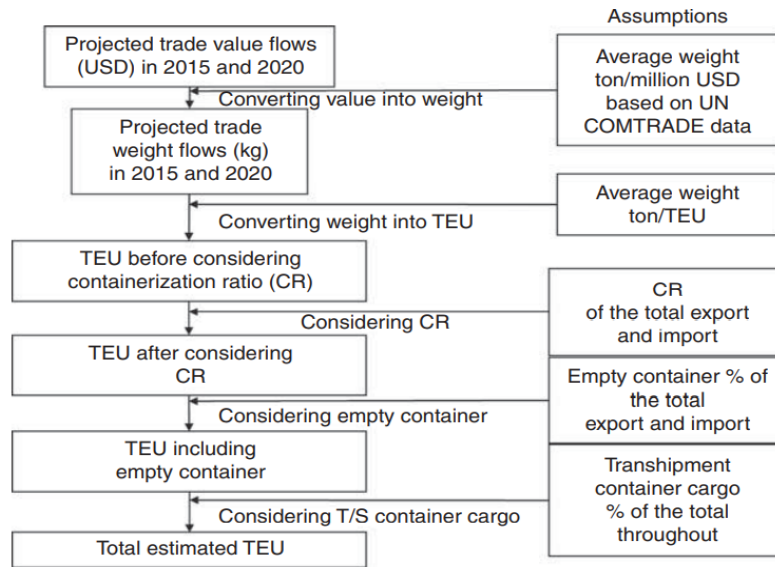 Assumptions
Projected trade value flows
(USD) in 2015 and 2020
Average weight
ton/million USD
based on UN
COMTRADE data
Converting value into weight
Projected trade
weight flows (kg)
in 2015 and 2020
Average weight
ton/TEU
Converting weight into TEU
TEU before considering
containerization ratio (CR)
CR
of the total export
and import
Considering CR
TEU after considering
CR
Empty container % of
the total
export and import
Considering empty container
TEU including
empty container
Transhipment
container cargo
% of the total
throughout
Considering T/S container cargo
Total estimated TEU